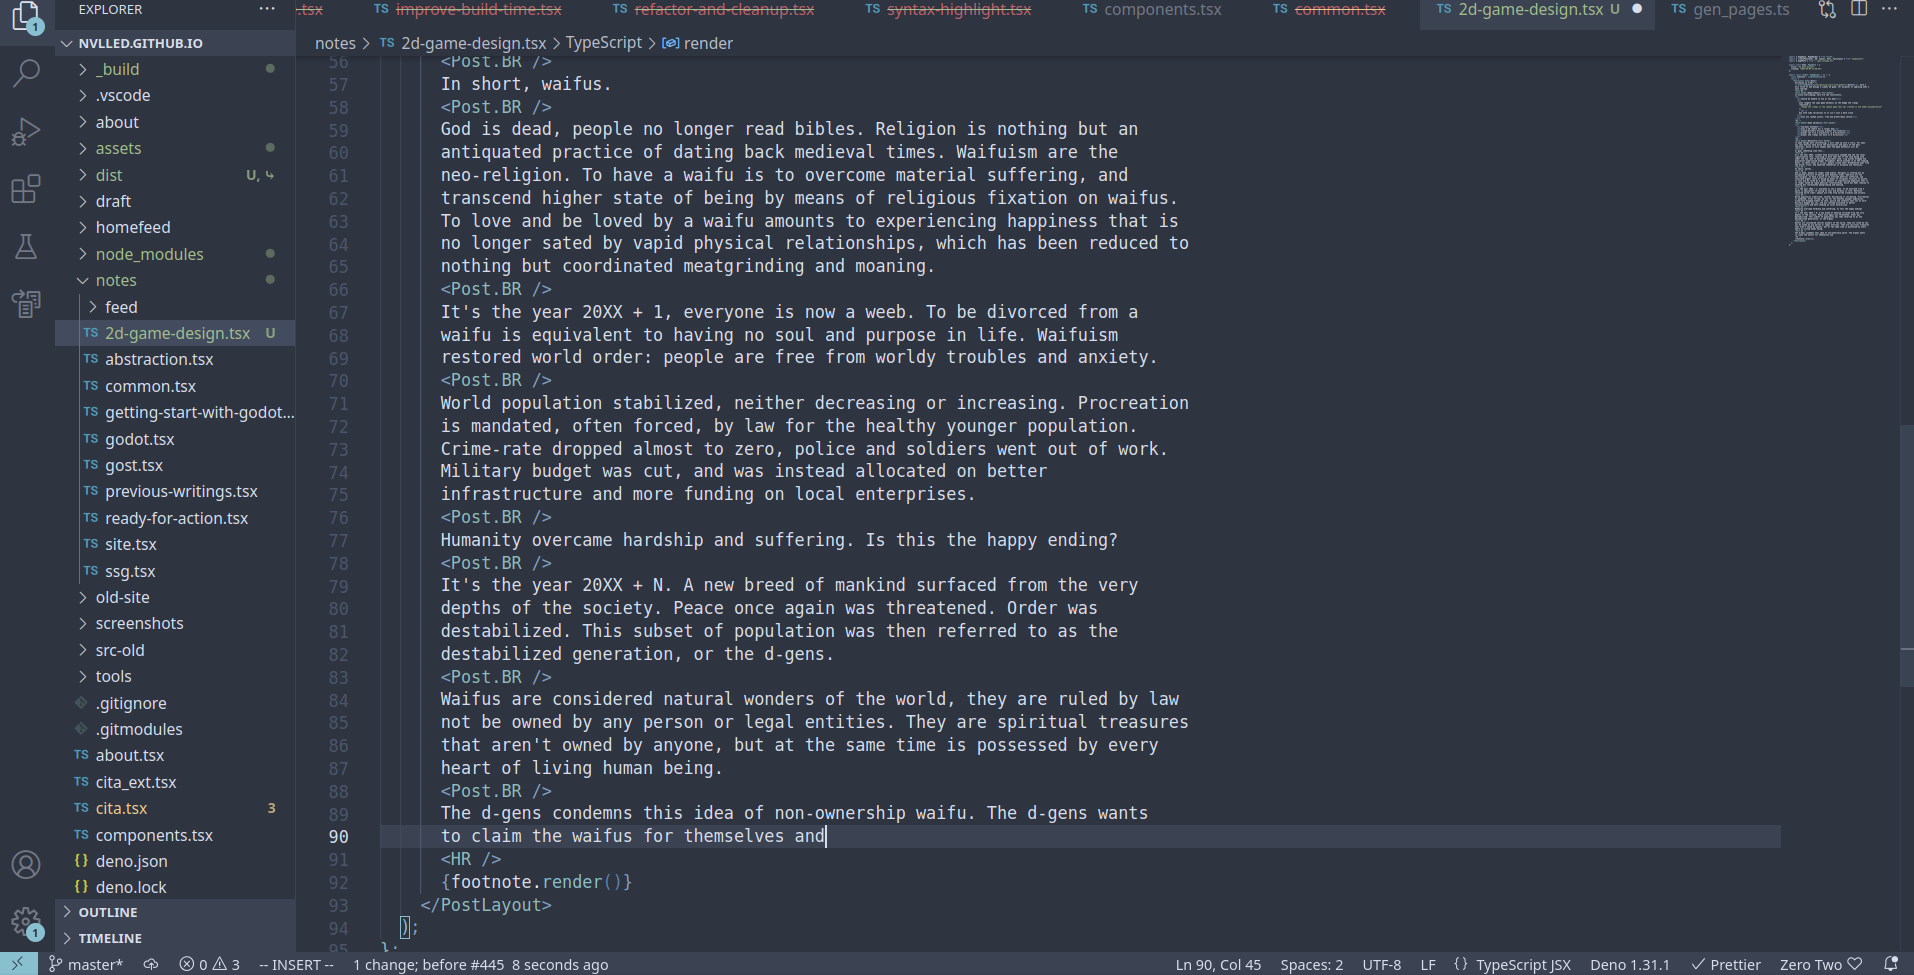 EXPLORER ···
.tsx
TS improve-build-time.tsx
TS refactor-and-cleanup.tsx
TS syntax-highlight.tsx
TS components.tsx
TS common.tsx
TS 2d-game-design.tsx U
TS gen_pages.ts
···
NVLLED.GITHUB.IO
_build
.vscode
about
assets
dist U,
draft
homefeed
node_modules
notes
feed
TS 2d-game-design.tsx U
TS abstraction.tsx
TS common.tsx
TS getting-start-with-godot...
TS godot.tsx
TS gost.tsx
TS previous-writings.tsx
TS ready-for-action.tsx
TS site.tsx
TS ssg.tsx
old-site
screenshots
src-old
tools
.gitignore
.gitmodules
TS about.tsx
TS cita_ext.tsx
TS cita.tsx 3
TS components.tsx
{} deno.json
{} deno.lock
OUTLINE
TIMELINE
1
1
notes > TS 2d-game-design.tsx > TypeScript > render
56 <Post.BR />
57 In short, waifus.
58 <Post.BR />
59 God is dead, people no longer read bibles. Religion is nothing but an
60 antiquated practice of dating back medieval times. Waifuism are the
61 neo-religion. To have a waifu is to overcome material suffering, and
62 transcend higher state of being by means of religious fixation on waifus.
63 To love and be loved by a waifu amounts to experiencing happiness that is
64 no longer sated by vapid physical relationships, which has been reduced to
65 nothing but coordinated meatgrinding and moaning.
66 <Post.BR />
67 It's the year 20XX + 1, everyone is now a weeb. To be divorced from a
68 waifu is equivalent to having no soul and purpose in life. Waifuism
69 restored world order: people are free from worldy troubles and anxiety.
70 <Post.BR />
71 World population stabilized, neither decreasing or increasing. Procreation
72 is mandated, often forced, by law for the healthy younger population.
73 Crime-rate dropped almost to zero, police and soldiers went out of work.
74 Military budget was cut, and was instead allocated on better
75 infrastructure and more funding on local enterprises.
76 <Post.BR />
77 Humanity overcame hardship and suffering. Is this the happy ending?
78 <Post.BR />
79 It's the year 20XX + N. A new breed of mankind surfaced from the very
80 depths of the society. Peace once again was threatened. Order was
81 destabilized. This subset of population was then referred to as the
82 destabilized generation, or the d-gens.
83 <Post.BR />
84 Waifus are considered natural wonders of the world, they are ruled by law
85 not be owned by any person or legal entities. They are spiritual treasures
86 that aren't owned by anyone, but at the same time is possessed by every
87 heart of living human being.
88 <Post.BR />
89 The d-gens condemns this idea of non-ownership waifu. The d-gens wants
90 to claim the waifus for themselves and
91 <HR />
92 {footnote.render()}
93 </PostLayout>
94 );
95 };
master* 0 3 -- INSERT -- 1 change; before #445 8 seconds ago Ln 90, Col 45 Spaces: 2 UTF-8 LF {} TypeScript JSX Deno 1.31.1 Prettier Zero Two